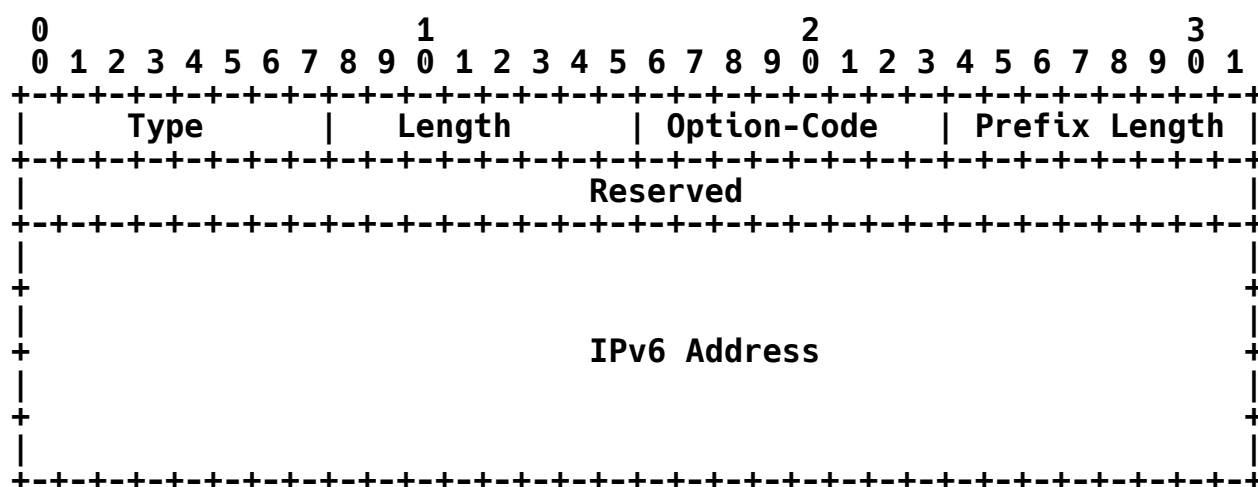 0                   1                   2                   3
 0 1 2 3 4 5 6 7 8 9 0 1 2 3 4 5 6 7 8 9 0 1 2 3 4 5 6 7 8 9 0 1
+-+-+-+-+-+-+-+-+-+-+-+-+-+-+-+-+-+-+-+-+-+-+-+-+-+-+-+-+-+-+-+-+
|     Type      |   Length      | Option-Code   | Prefix Length |
+-+-+-+-+-+-+-+-+-+-+-+-+-+-+-+-+-+-+-+-+-+-+-+-+-+-+-+-+-+-+-+-+
|                             Reserved                          |
+-+-+-+-+-+-+-+-+-+-+-+-+-+-+-+-+-+-+-+-+-+-+-+-+-+-+-+-+-+-+-+-+
|                                                               |
+                                                               +
|                                                               |
+                             IPv6 Address                      +
|                                                               |
+                                                               +
|                                                               |
+-+-+-+-+-+-+-+-+-+-+-+-+-+-+-+-+-+-+-+-+-+-+-+-+-+-+-+-+-+-+-+-+